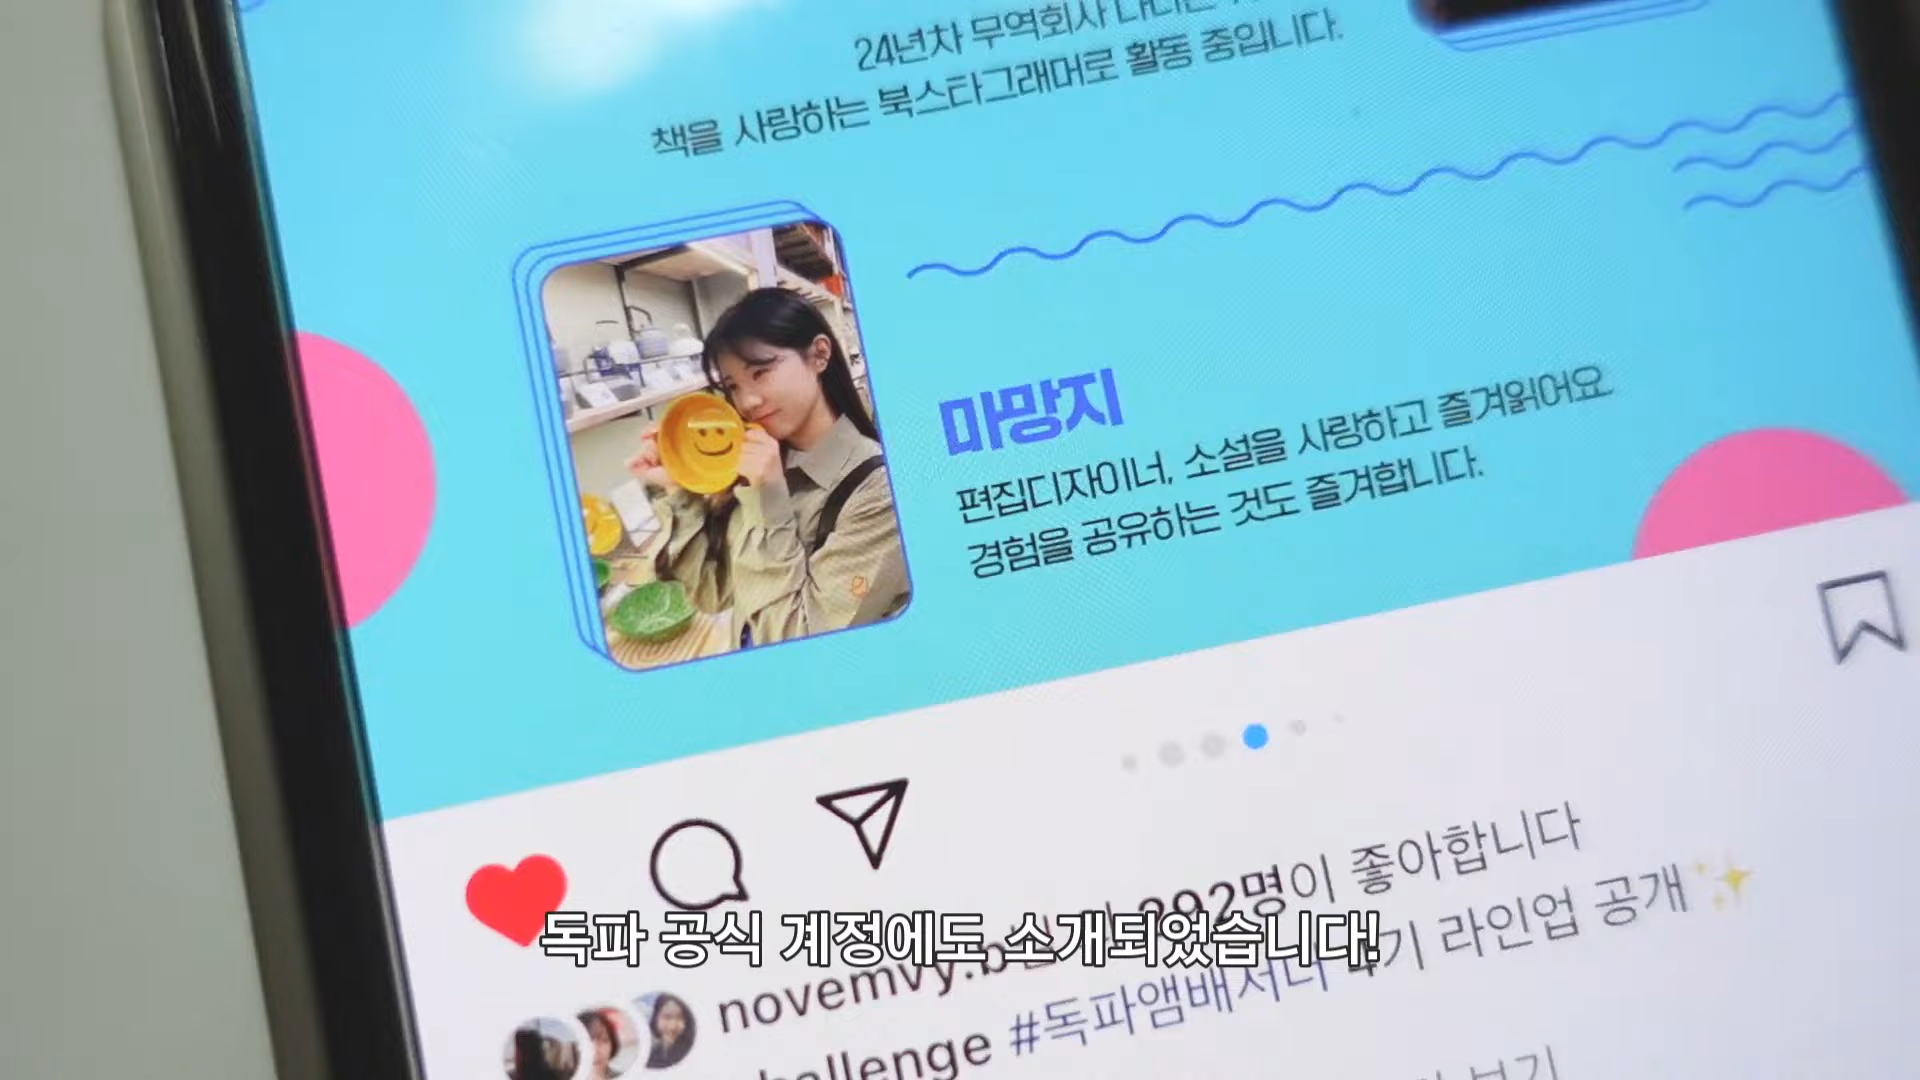 24년차 무역회사
책을 사랑하는 북스타그래머로 활동 중입니다.
마망지
편집디자이너, 소설을 사랑하고 즐겨읽어요.
경험을 공유하는 것도 즐겨합니다.
292명이 좋아합니다
독파 공식 계정에도 소개되었습니다!
novemvy.b
#독파앰배서더 4기 라인업 공개✨
hallenge
보기